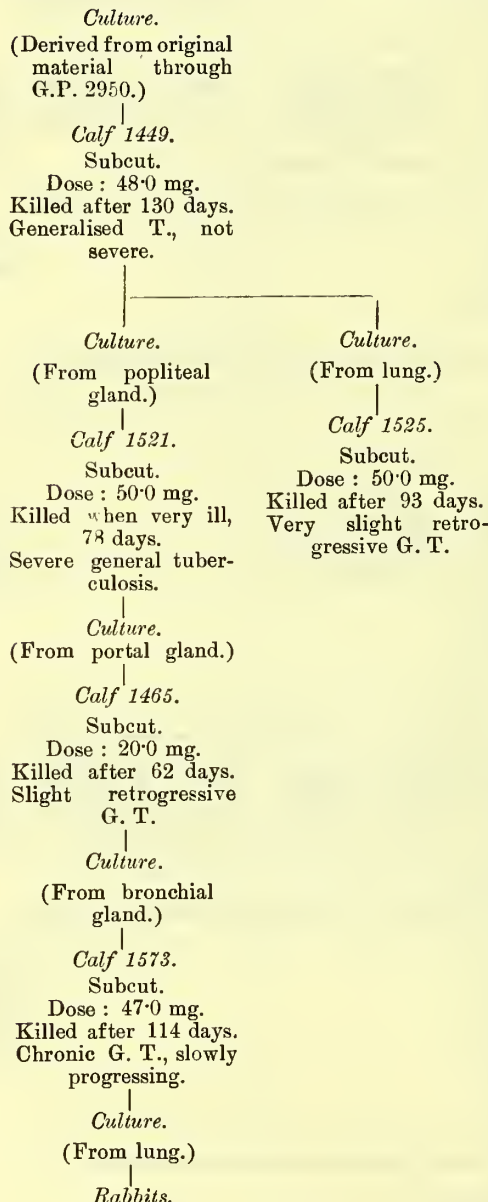 Culture.
(Derived from original
material through
G.P. 2950.)
Calf 1449.
Subcut.
Dose : 48·0 mg.
Killed after 130 days.
Generalised T., not
severe.
Culture.
(From popliteal
gland.)
Calf 1521.
Subcut.
Dose : 50·0 mg.
Killed when very ill,
78 days.
Severe general tuber-
culosis.
Culture.
(From portal gland.)
Calf 1465.
Subcut.
Dose : 20·0 mg.
Killed after 62 days.
Slight retrogressive
G. T.
Culture.
(From bronchial
gland.)
Calf 1573.
Subcut.
Dose : 47·0 mg.
Killed after 114 days.
Chronic G. T., slowly
progressing.
Culture.
(From lung.)
Rabbits.
Culture.
(From lung.)
Calf 1525.
Subcut.
Dose : 50·0 mg.
Killed after 93 days.
Very slight retro-
gressive G. T.